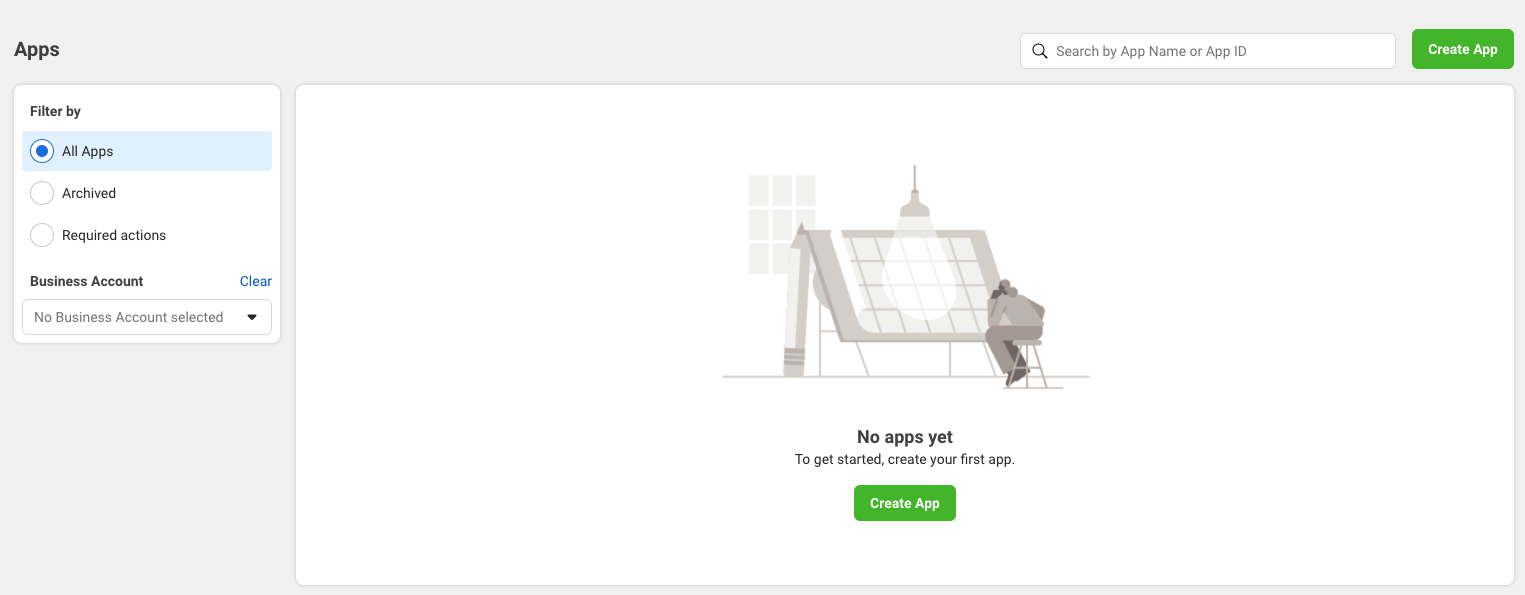 Apps
Search by App Name or App ID
Create App
Filter by
All Apps
Archived
Required actions
Business Account
Clear
No Business Account selected
No apps yet
To get started, create your first app.
Create App